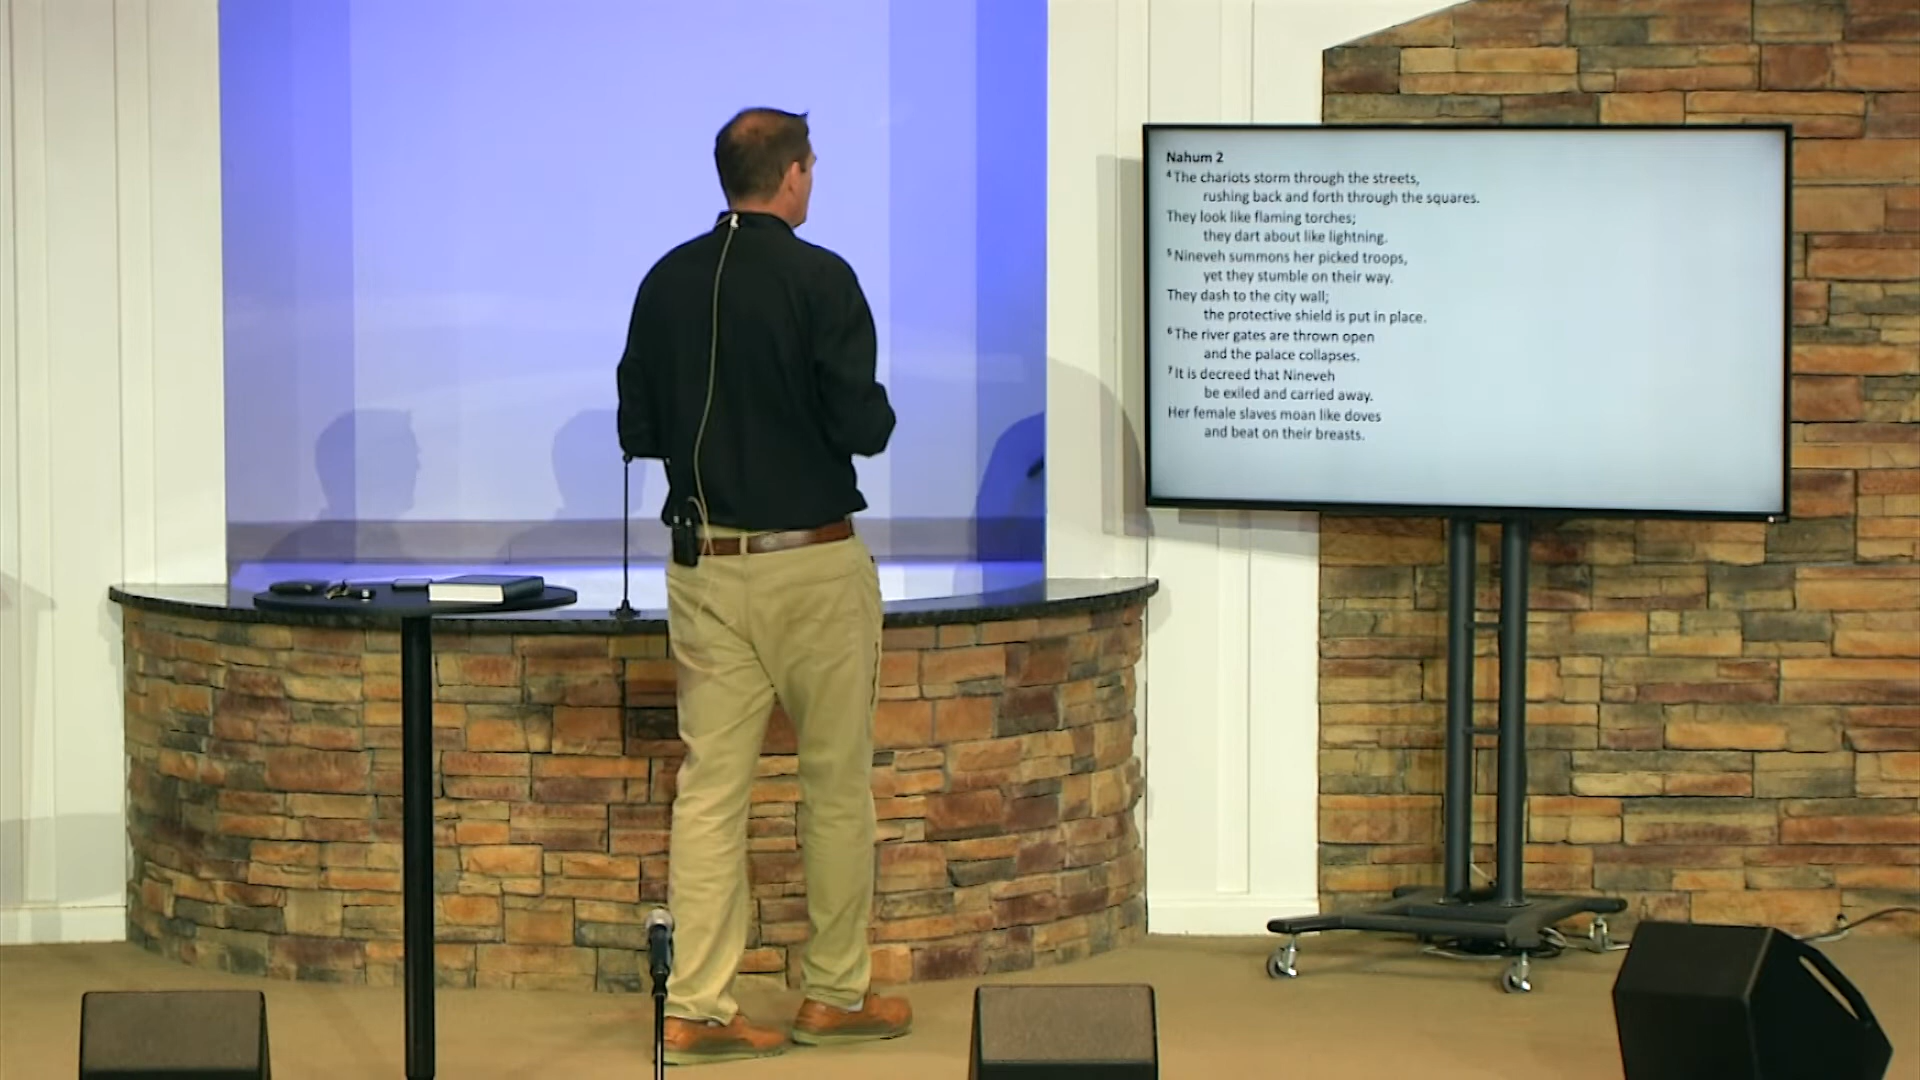 Nahum 2
4 The chariots storm through the streets,
rushing back and forth through the squares.
They look like flaming torches;
they dart about like lightning.
5 Nineveh summons her picked troops,
yet they stumble on their way.
They dash to the city wall;
the protective shield is put in place.
6 The river gates are thrown open
and the palace collapses.
7 It is decreed that Nineveh
be exiled and carried away.
Her female slaves moan like doves
and beat on their breasts.